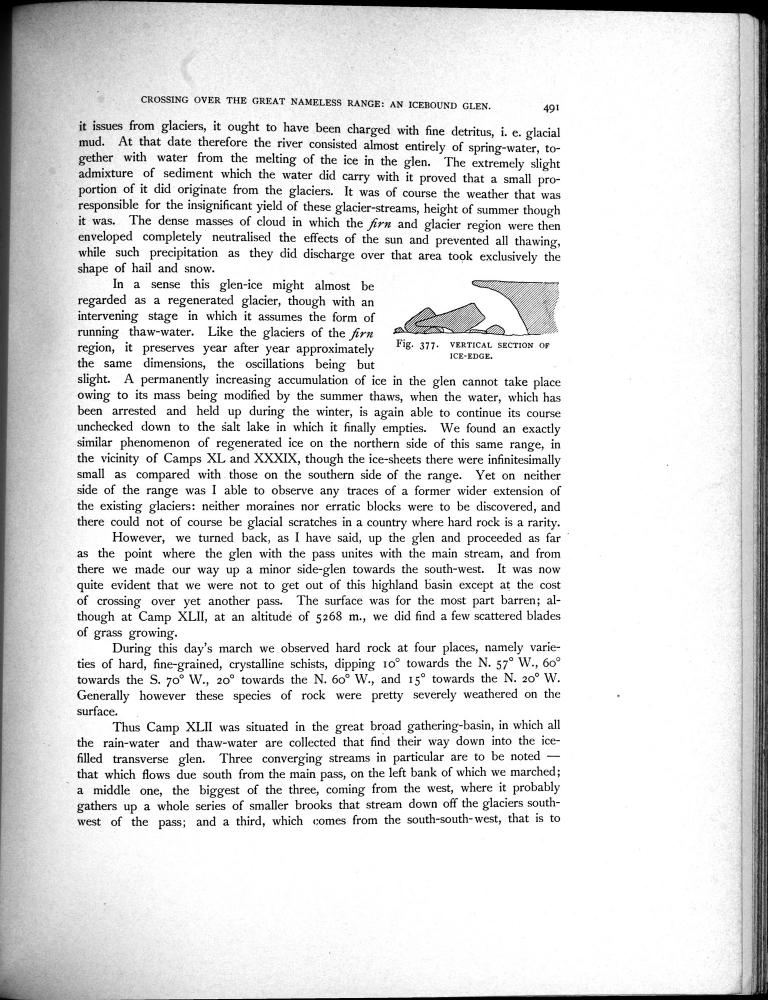 CROSSING OVER THE GREAT NAMELESS RANGE: AN ICEBOUND GLEN. 491
it issues from glaciers, it ought to have been charged with fine detritus, i. e. glacial
mud. At that date therefore the river consisted almost entirely of spring-water, to-
gether with water from the melting of the ice in the glen. The extremely slight
admixture of sediment which the water did carry with it proved that a small pro-
portion of it did originate from the glaciers. It was of course the weather that was
responsible for the insignificant yield of these glacier-streams, height of summer though
it was. The dense masses of cloud in which the firn and glacier region were then
enveloped completely neutralised the effects of the sun and prevented all thawing,
while such precipitation as they did discharge over that area took exclusively the
shape of hail and snow.
In a sense this glen-ice might almost be
regarded as a regenerated glacier, though with an
intervening stage in which it assumes the form of
running thaw-water. Like the glaciers of the firn
region, it preserves year after year approximately
the same dimensions, the oscillations being but
Fig. 377. VERTICAL SECTION OF
ICE-EDGE.
slight. A permanently increasing accumulation of ice in the glen cannot take place
owing to its mass being modified by the summer thaws, when the water, which has
been arrested and held up during the winter, is again able to continue its course
unchecked down to the salt lake in which it finally empties. We found an exactly
similar phenomenon of regenerated ice on the northern side of this same range, in
the vicinity of Camps XL and XXXIX, though the ice-sheets there were infinitesimally
small as compared with those on the southern side of the range. Yet on neither
side of the range was I able to observe any traces of a former wider extension of
the existing glaciers: neither moraines nor erratic blocks were to be discovered, and
there could not of course be glacial scratches in a country where hard rock is a rarity.
However, we turned back, as I have said, up the glen and proceeded as far
as the point where the glen with the pass unites with the main stream, and from
there we made our way up a minor side-glen towards the south-west. It was now
quite evident that we were not to get out of this highland basin except at the cost
of crossing over yet another pass. The surface was for the most part barren; al-
though at Camp XLII, at an altitude of 5268 m., we did find a few scattered blades
of grass growing.
During this day's march we observed hard rock at four places, namely varie-
ties of hard, fine-grained, crystalline schists, dipping 10° towards the N. 57° W., 60°
towards the S. 70° W., 20° towards the N. 60° W., and 15° towards the N. 20° W.
Generally however these species of rock were pretty severely weathered on the
surface.
Thus Camp XLII was situated in the great broad gathering-basin, in which all
the rain-water and thaw-water are collected that find their way down into the ice-
filled transverse glen. Three converging streams in particular are to be noted —
that which flows due south from the main pass, on the left bank of which we marched;
a middle one, the biggest of the three, coming from the west, where it probably
gathers up a whole series of smaller brooks that stream down off the glaciers south-
west of the pass; and a third, which comes from the south-south-west, that is to